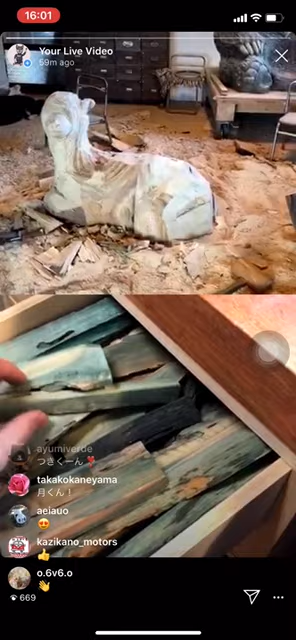 16:01
Your Live Video
59m ago
ayumiverde
つきくーん❣️
takakokaneyama
月くん！
aeiauo
😍
kazikano_motors
👍
o.6v6.o
👋
669